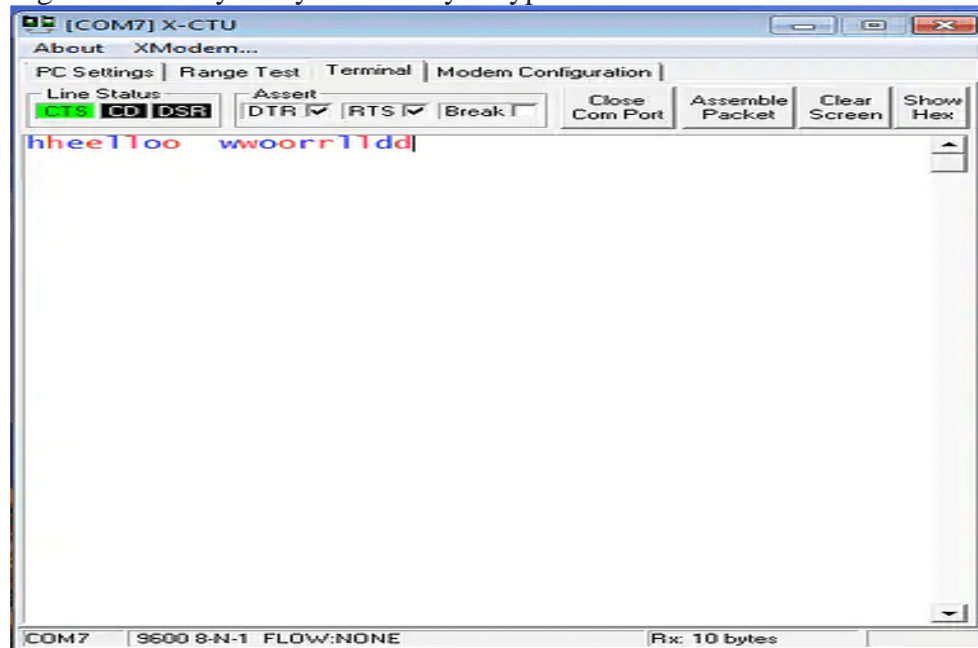 [COM7] X-CTU
About XModem...
PC Settings Range Test Terminal Modem Configuration
Line Status Assert
CTS CD DSR DTR RTS Break Close Com Port Assemble Packet Clear Screen Show Hex
hheelllloo wwoorrlldd
COM7 9600 8-N-1 FLOW:NONE Rx: 10 bytes